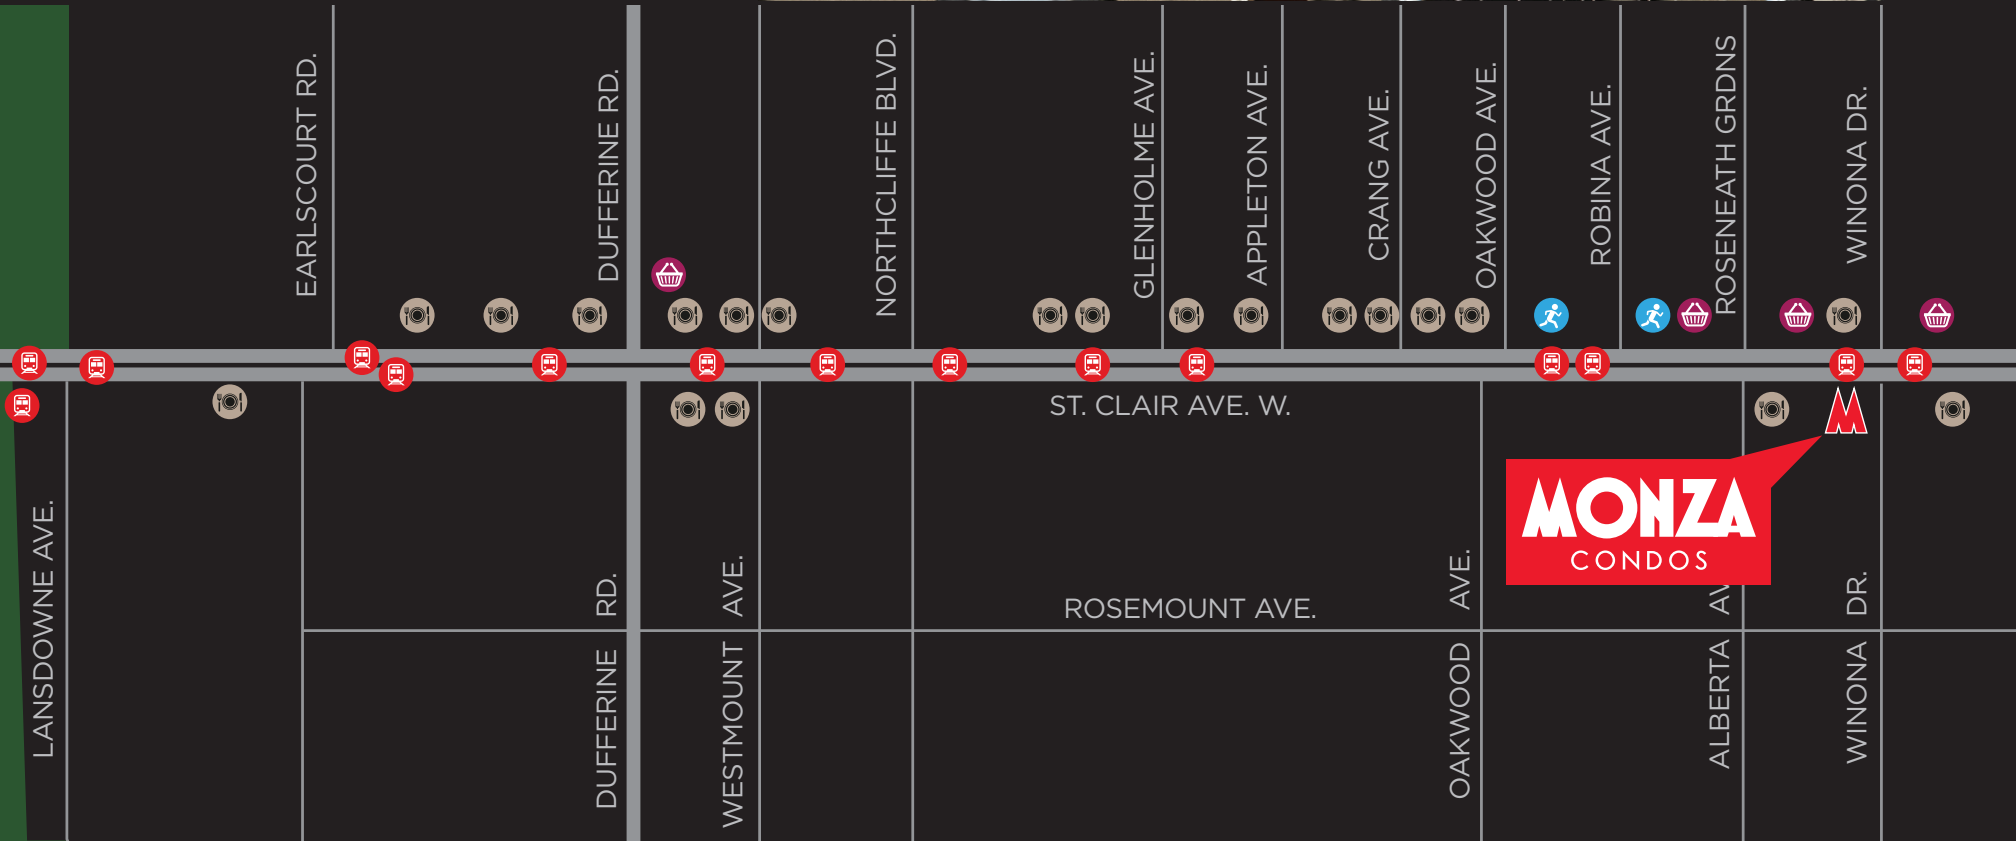 EARLSCOURT RD.
DUFFERINE RD.
NORTHCLIFFE BLVD.
GLENHOLME AVE.
APPLETON AVE.
CRANG AVE.
OAKWOOD AVE.
ROBINA AVE.
ROSENEATH GRDNS
WINONA DR.
ST. CLAIR AVE. W.
MONZA
CONDOS
ROSEMOUNT AVE.
LANSDOWNE AVE.
DUFFERINE RD.
WESTMOUNT AVE.
OAKWOOD AVE.
ALBERTA AV
WINONA DR.